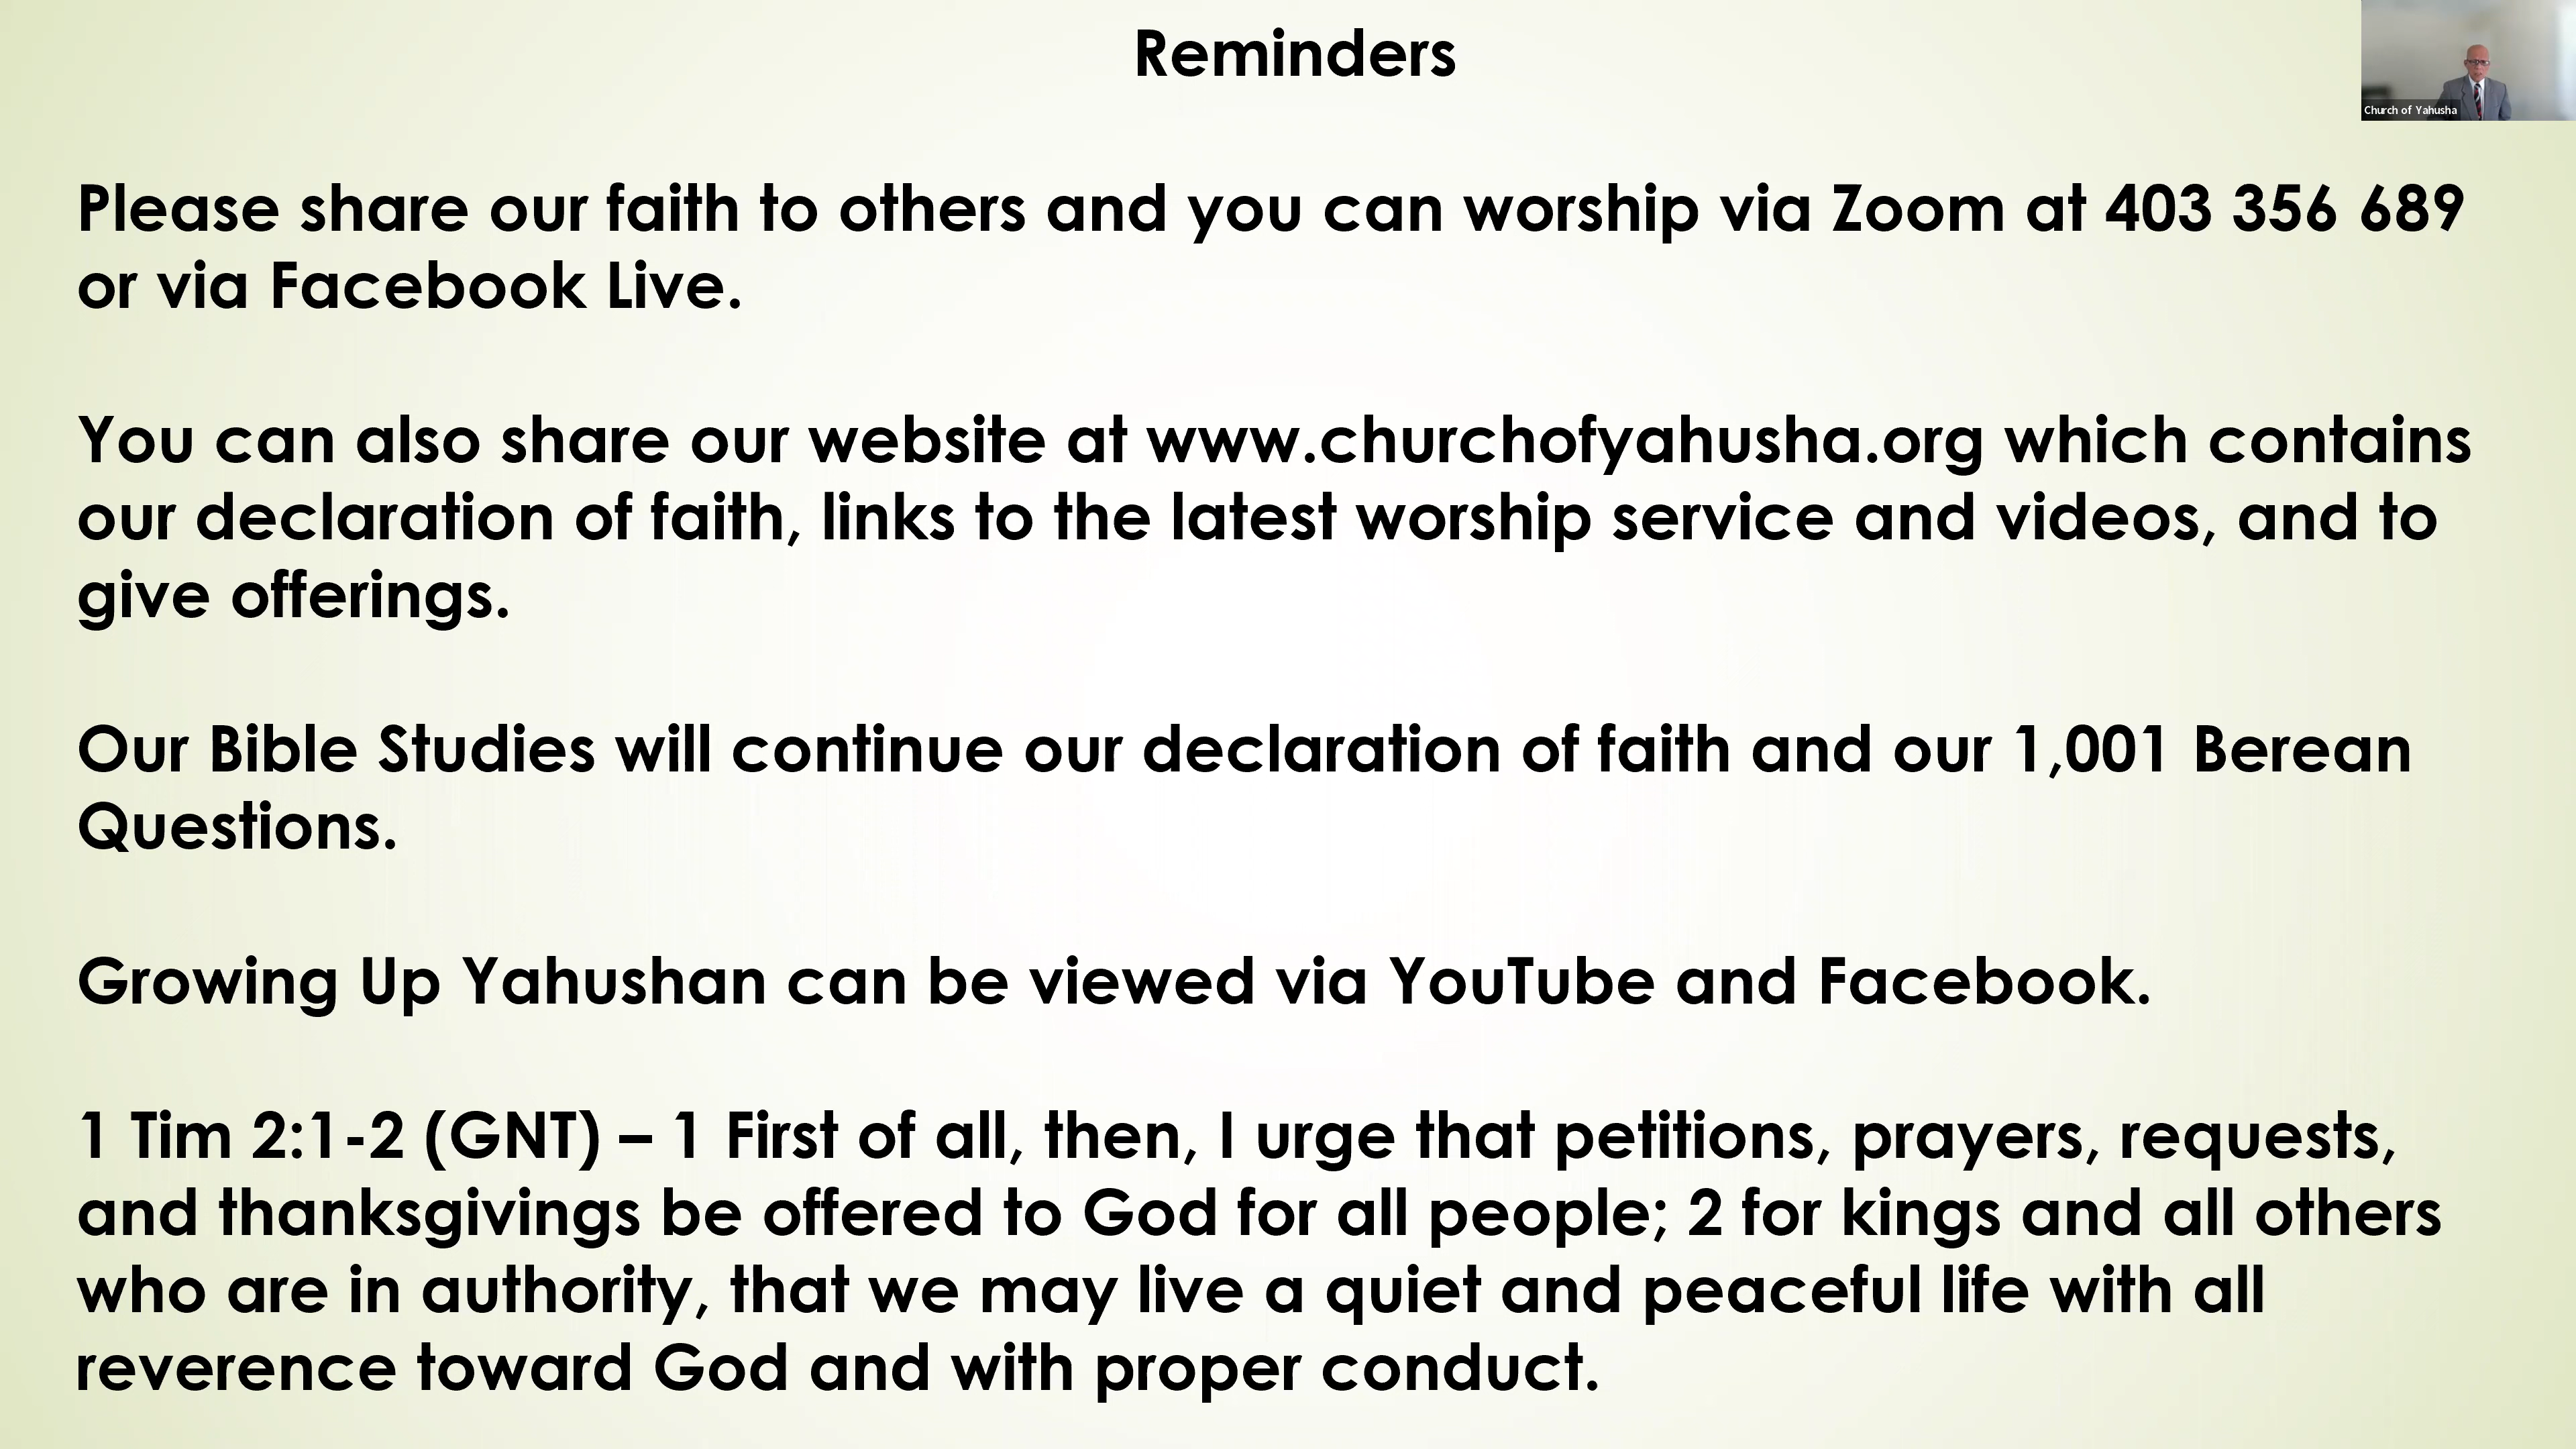 Reminders
Church of Yahusha
Please share our faith to others and you can worship via Zoom at 403 356 689
or via Facebook Live.
You can also share our website at www.churchofyahusha.org which contains
our declaration of faith, links to the latest worship service and videos, and to
give offerings.
Our Bible Studies will continue our declaration of faith and our 1,001 Berean
Questions.
Growing Up Yahushan can be viewed via YouTube and Facebook.
1 Tim 2:1-2 (GNT) – 1 First of all, then, I urge that petitions, prayers, requests,
and thanksgivings be offered to God for all people; 2 for kings and all others
who are in authority, that we may live a quiet and peaceful life with all
reverence toward God and with proper conduct.